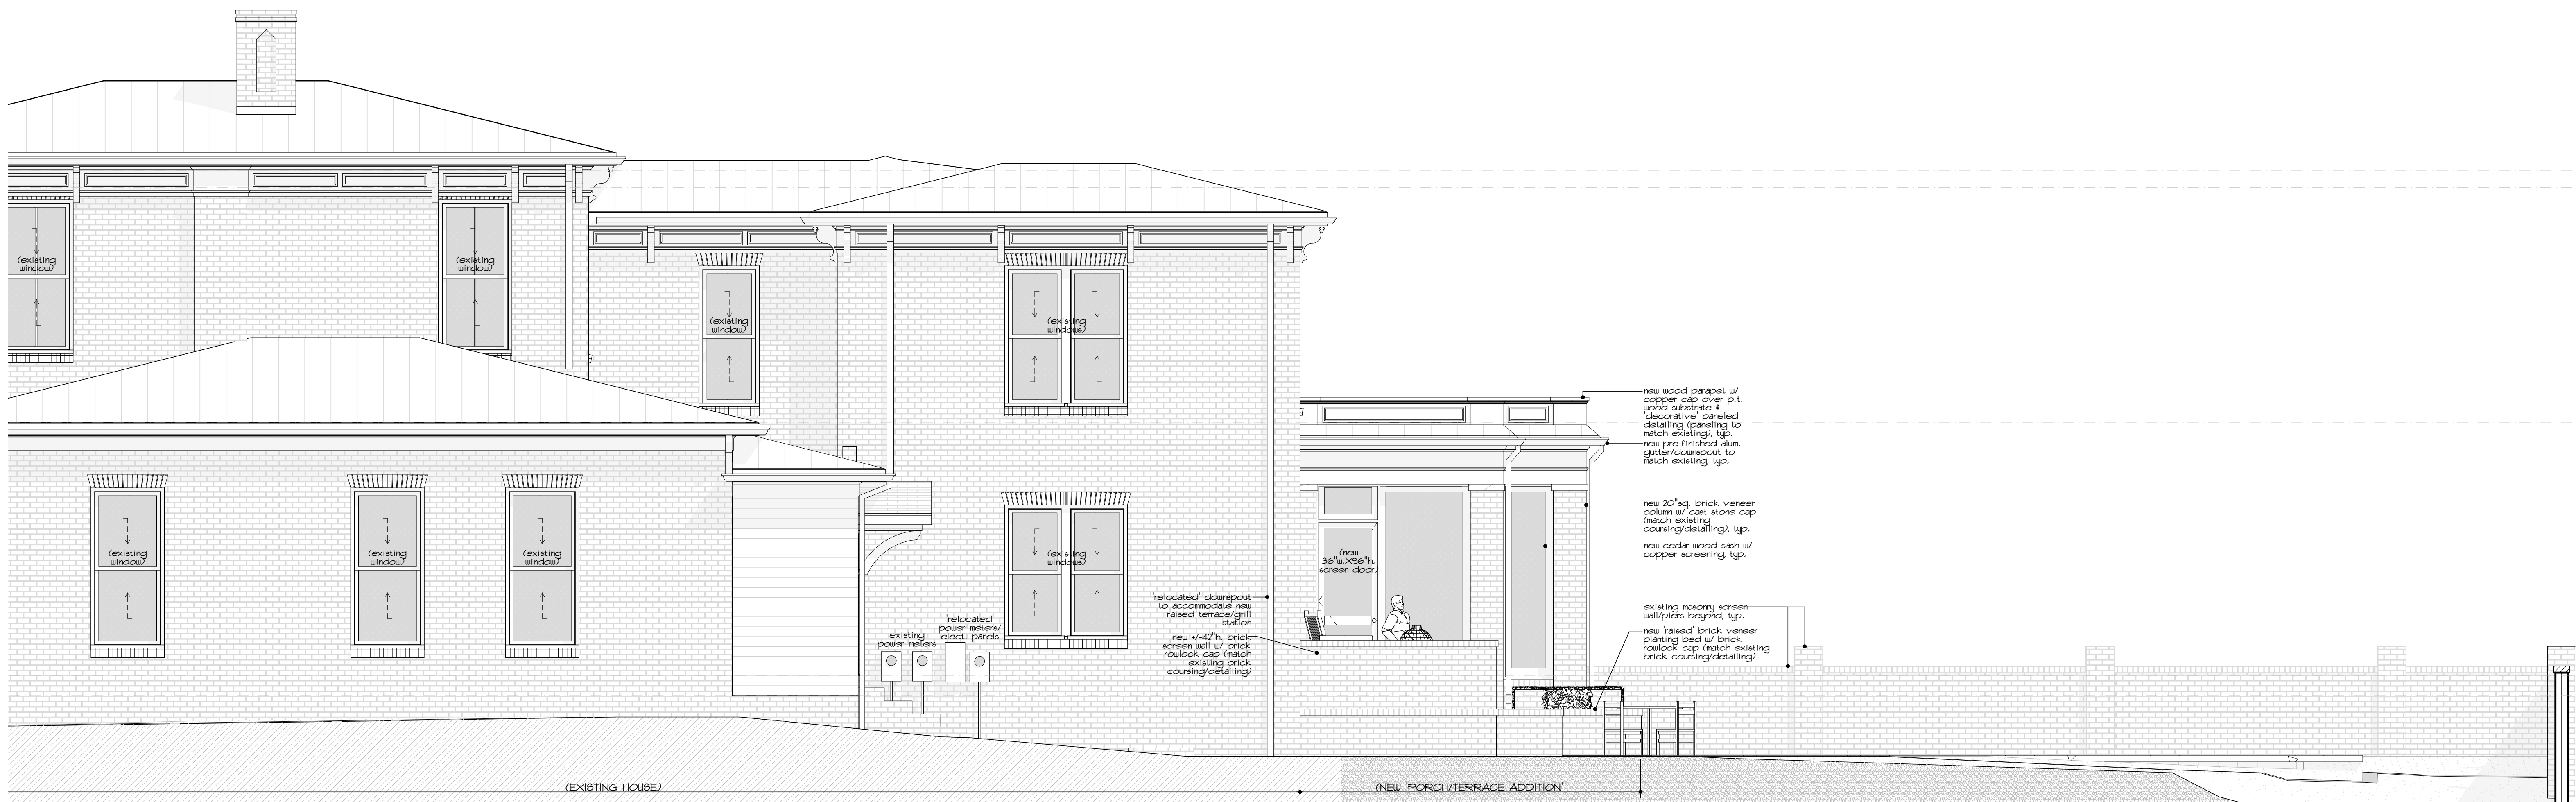 (existing
window)
(existing
window)
(existing
window)
(existing
windows)
new wood parapet w/
copper cap over p.t.
wood substrate &
'decorative' paneled
detailing (paneling to
match existing), typ.
new pre-finished alum.
gutter/downspout to
match existing, typ.
new 20"sq. brick veneer
column w/ cast stone cap
(match existing
coursing/detailing), typ.
new cedar wood sash w/
copper screening, typ.
(existing
window)
(existing
window)
(existing
window)
(existing
windows)
(new
36"w.X96"h.
screen door)
'relocated' downspout
to accommodate new
raised terrace/grill
station
new +/-42"h. brick
screen wall w/ brick
rowlock cap (match
existing brick
coursing/detailing)
existing masonry screen
wall/piers beyond, typ.
new 'raised' brick veneer
planting bed w/ brick
rowlock cap (match existing
brick coursing/detailing)
existing
power meters
'relocated'
power meters/
elect. panels
(EXISTING HOUSE)
(NEW 'PORCH/TERRACE ADDITION'